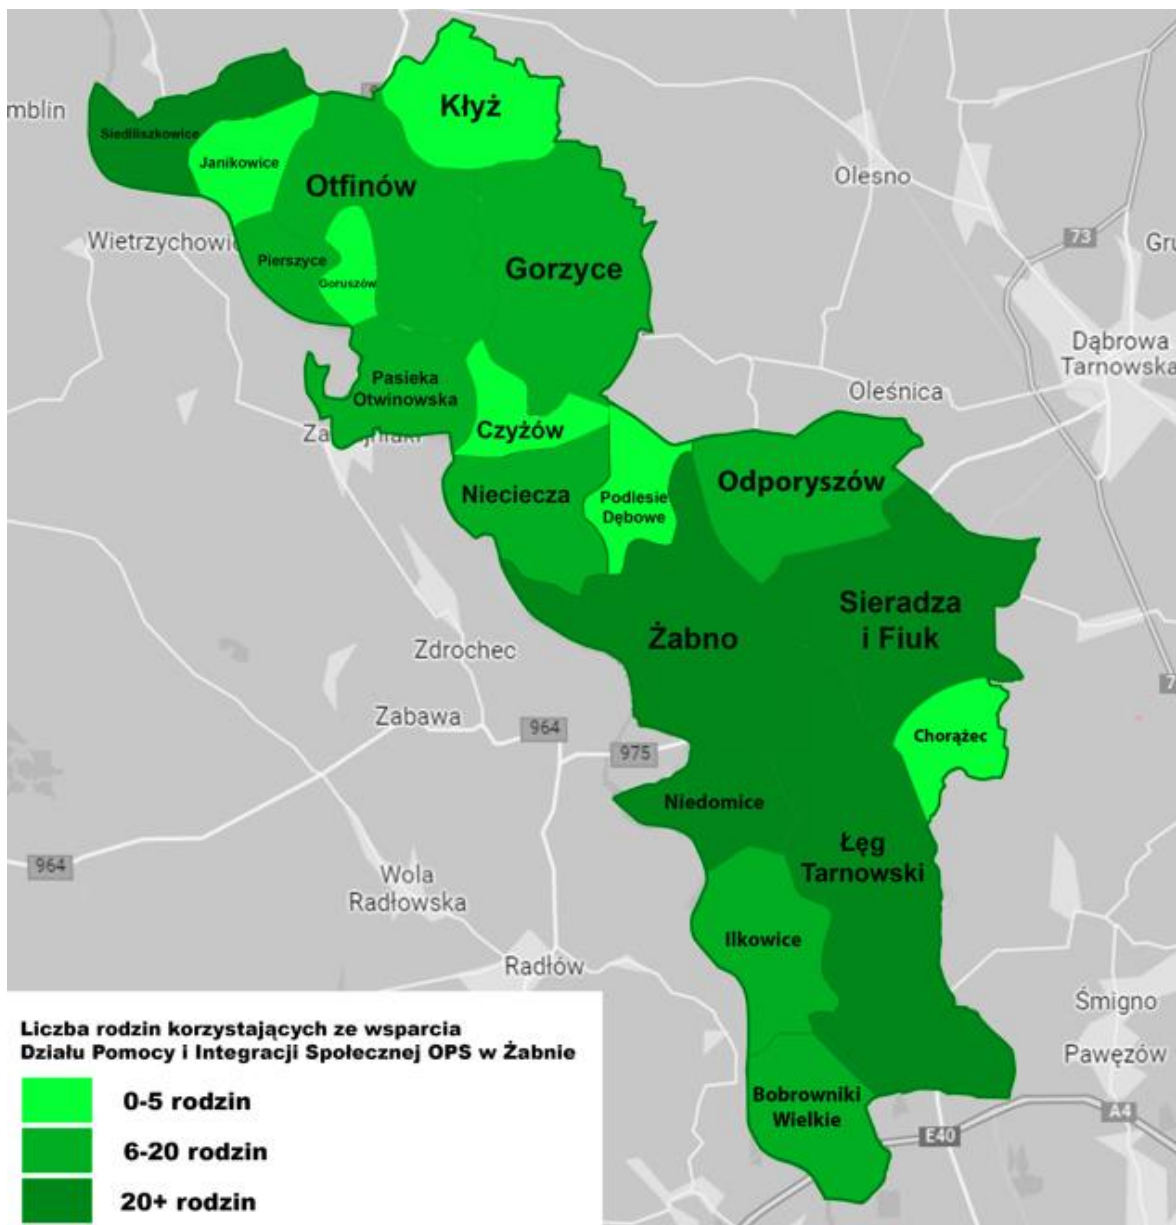 Kłyż
mblin
Siedliszkowice
Janikowice
Otfinów
Olesno
73
Wietrzychowic
Pierszyce
Goruszów
Gorzyce
Gru
Dąbrowa
Tarnowska
Pasieka
Otwinowska
Oleśnica
Czyżów
Nieciecza
Podlesie
Dębowe
Odporyszów
Sieradza
i Fiuk
Żabno
Zdrochec
Zabawa
964
975
7
Chorążec
Niedomice
Łęg
Tarnowski
964
Wola
Radłowska
Ilkowice
Radłów
Śmigno
Pawęzów
Bobrowniki
Wielkie
A4
E40
Liczba rodzin korzystających ze wsparcia
Działu Pomocy i Integracji Społecznej OPS w Żabnie
0-5 rodzin
6-20 rodzin
20+ rodzin